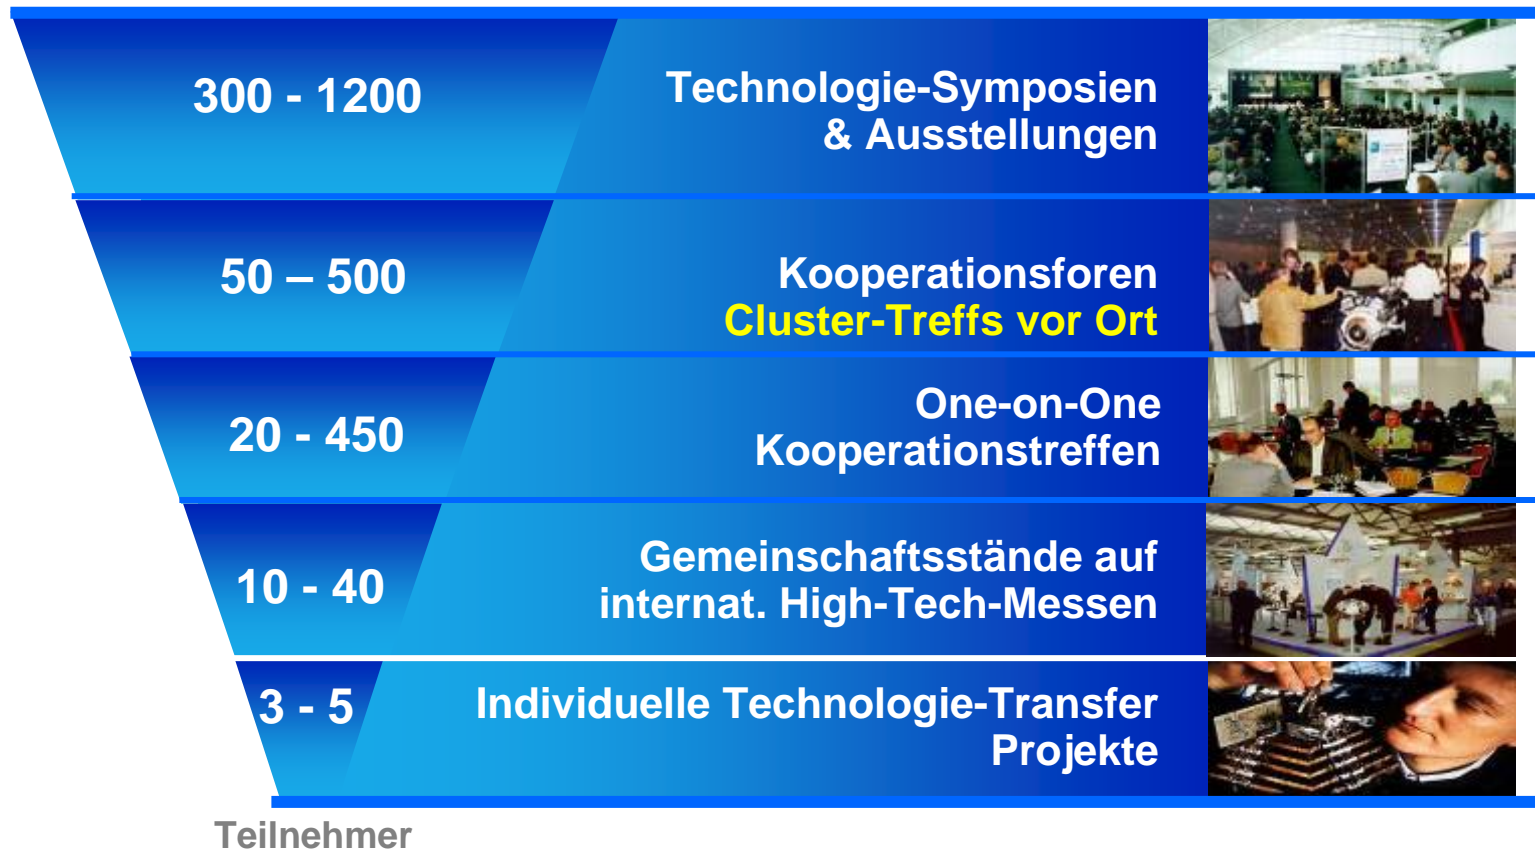 300 - 1200
Technologie-Symposien
& Ausstellungen
50 – 500
Kooperationsforen
Cluster-Treffs vor Ort
20 - 450
One-on-One
Kooperationstreffen
10 - 40
Gemeinschaftsstände auf
internat. High-Tech-Messen
3 - 5
Individuelle Technologie-Transfer
Projekte
Teilnehmer